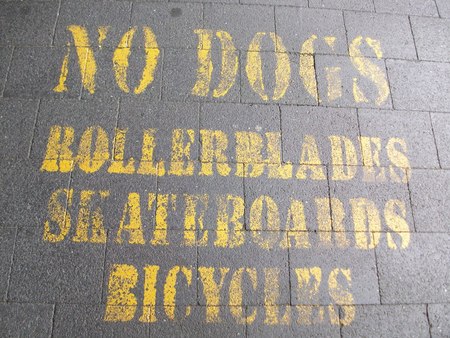 NO DOGS
ROLLERBLADES
SKATEBOARDS
BICYCLES